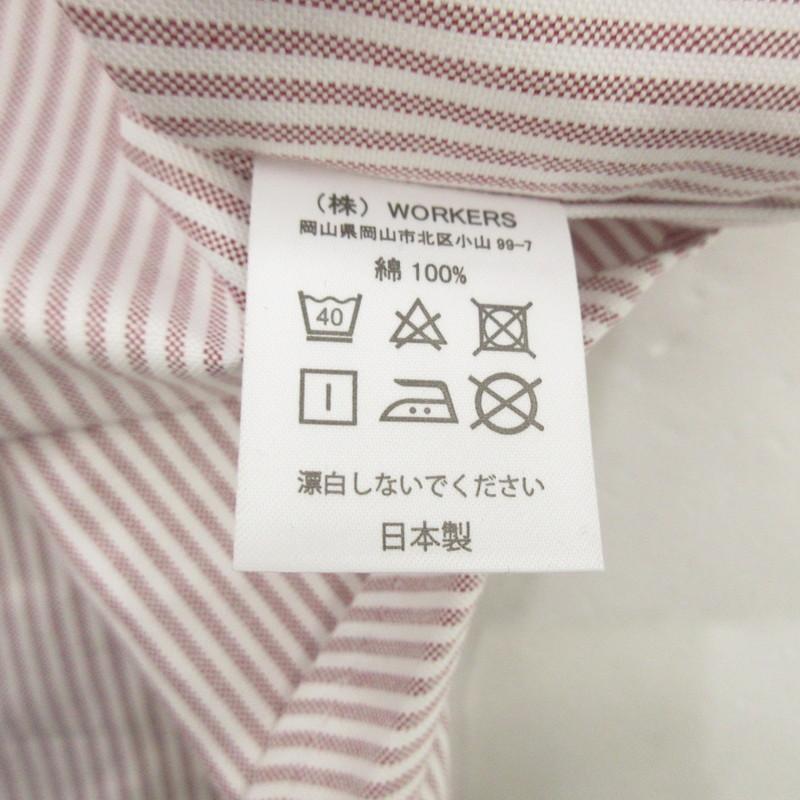 （株）WORKERS
岡山県岡山市北区小山 99-7
綿 100%
40
漂白しないでください
日本製